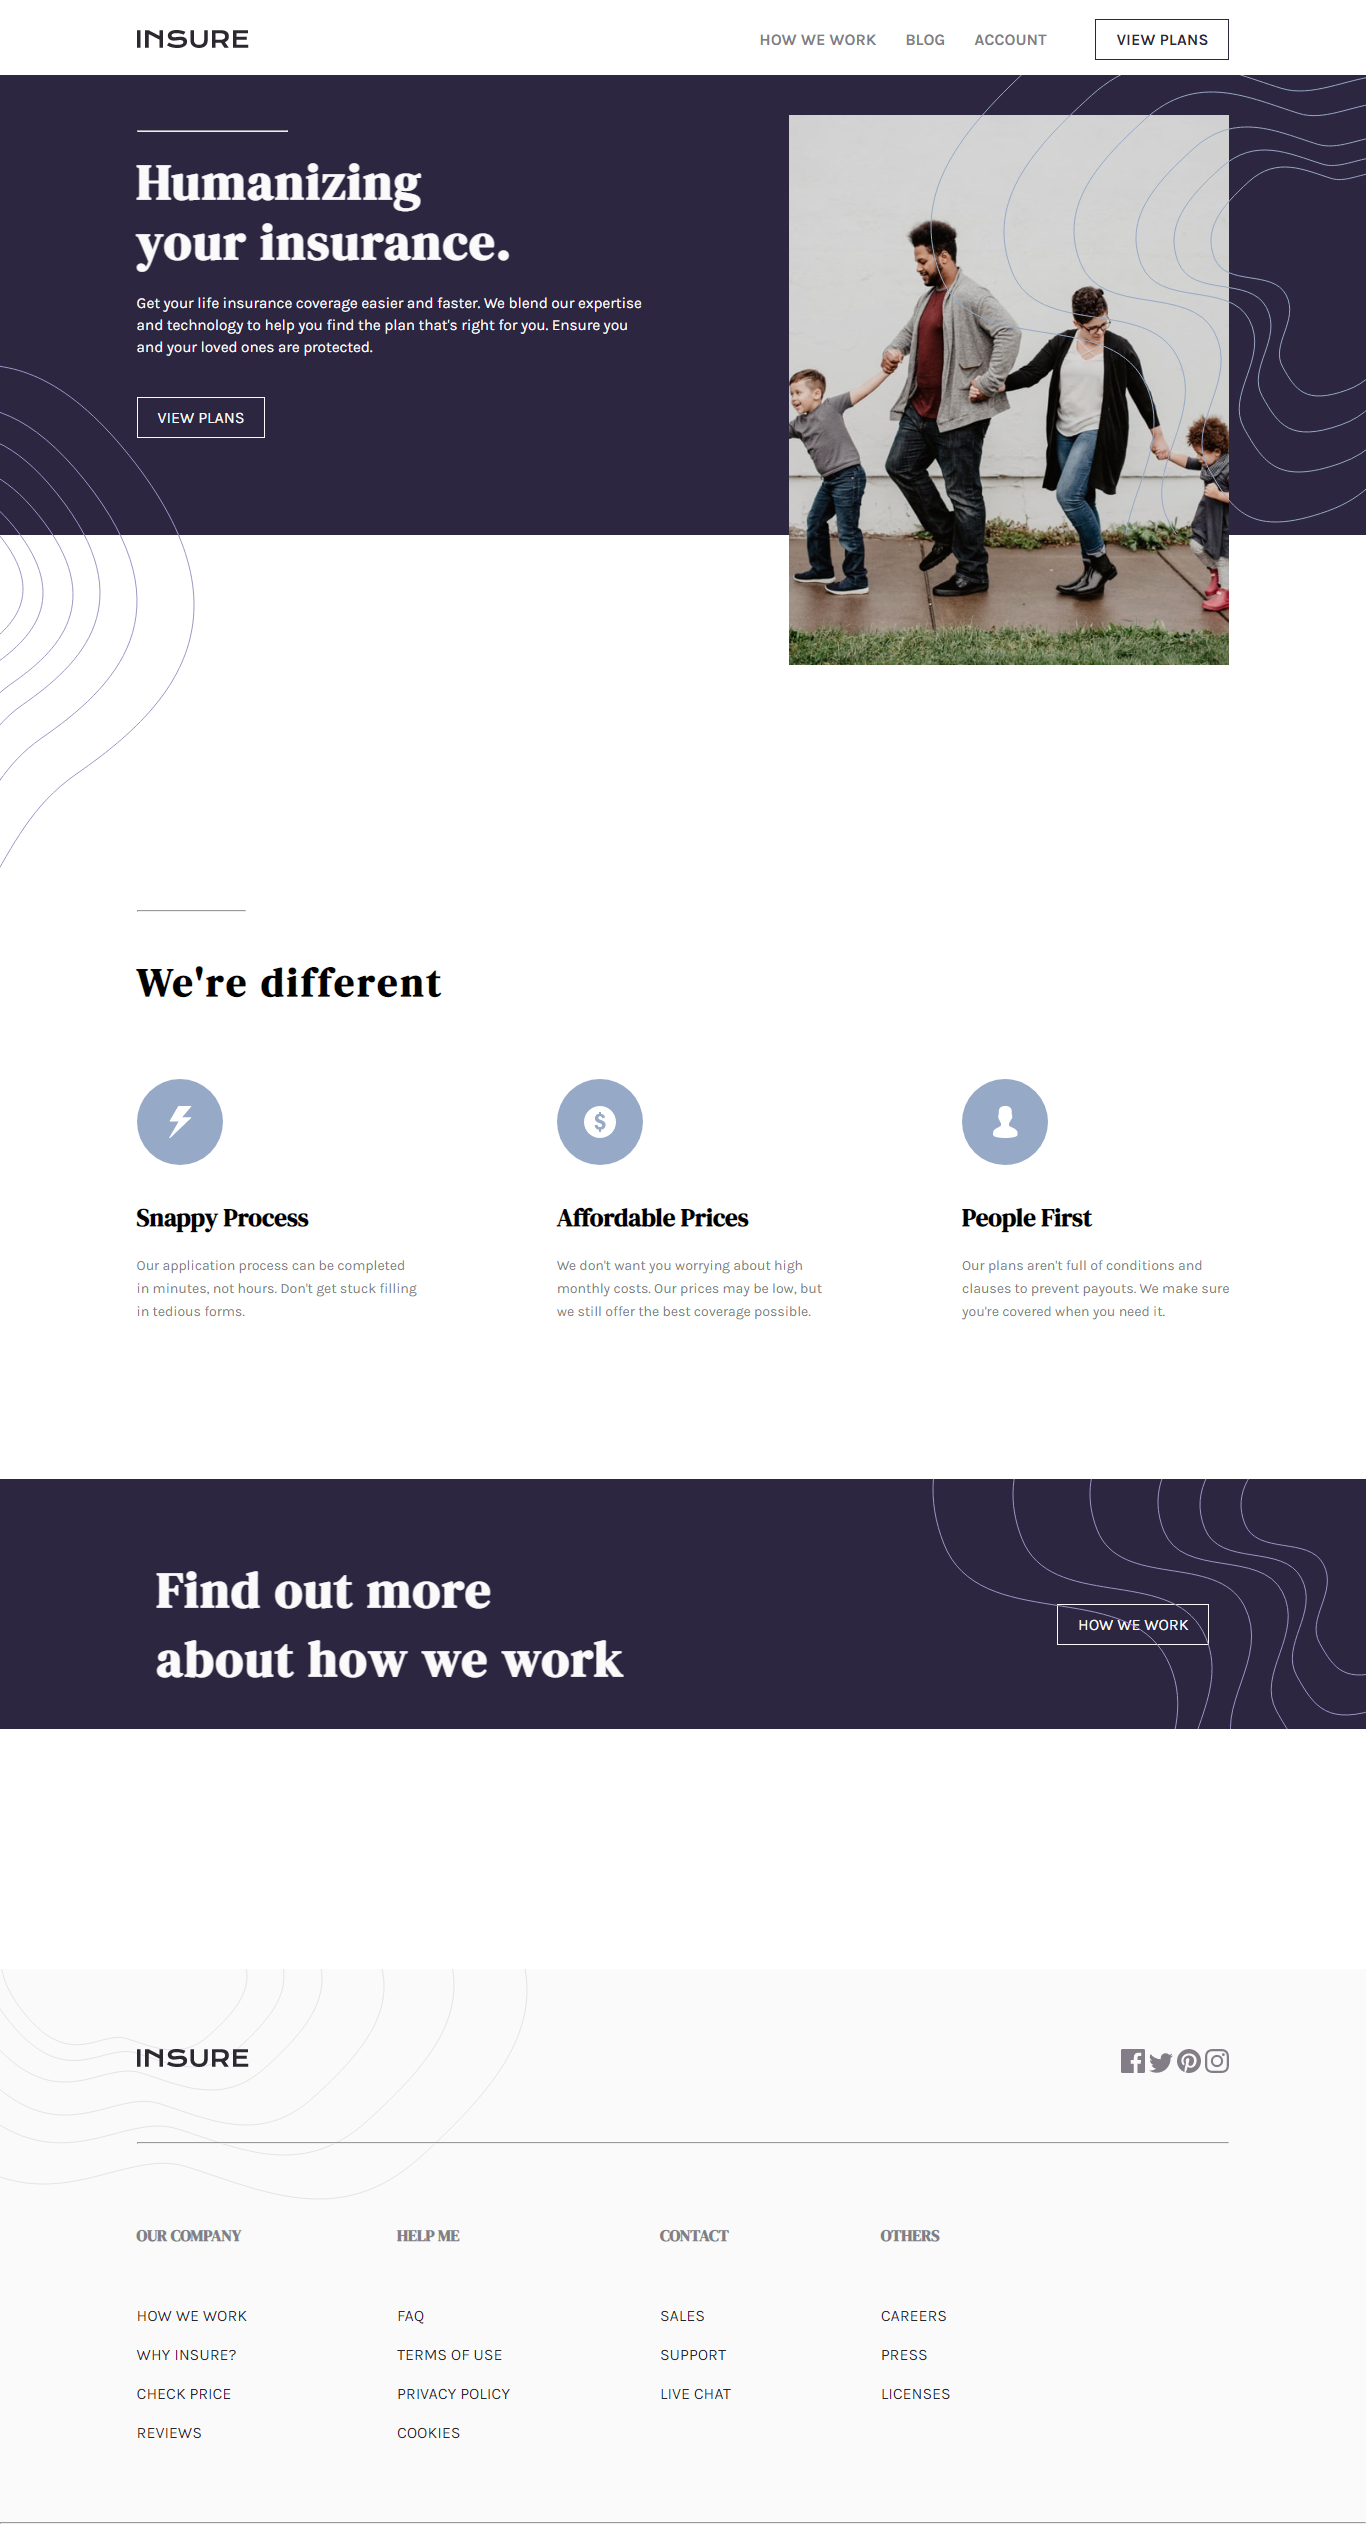 INSURE
HOW WE WORK BLOG ACCOUNT VIEW PLANS
Humanizing
your insurance.
Get your life insurance coverage easier and faster. We blend our expertise
and technology to help you find the plan that's right for you. Ensure you
and your loved ones are protected.
VIEW PLANS
We're different
Snappy Process
Our application process can be completed
in minutes, not hours. Don't get stuck filling
in tedious forms.
Affordable Prices
We don't want you worrying about high
monthly costs. Our prices may be low, but
we still offer the best coverage possible.
People First
Our plans aren't full of conditions and
clauses to prevent payouts. We make sure
you're covered when you need it.
Find out more
about how we work
HOW WE WORK
INSURE
OUR COMPANY
HOW WE WORK
WHY INSURE?
CHECK PRICE
REVIEWS
HELP ME
FAQ
TERMS OF USE
PRIVACY POLICY
COOKIES
CONTACT
SALES
SUPPORT
LIVE CHAT
OTHERS
CAREERS
PRESS
LICENSES